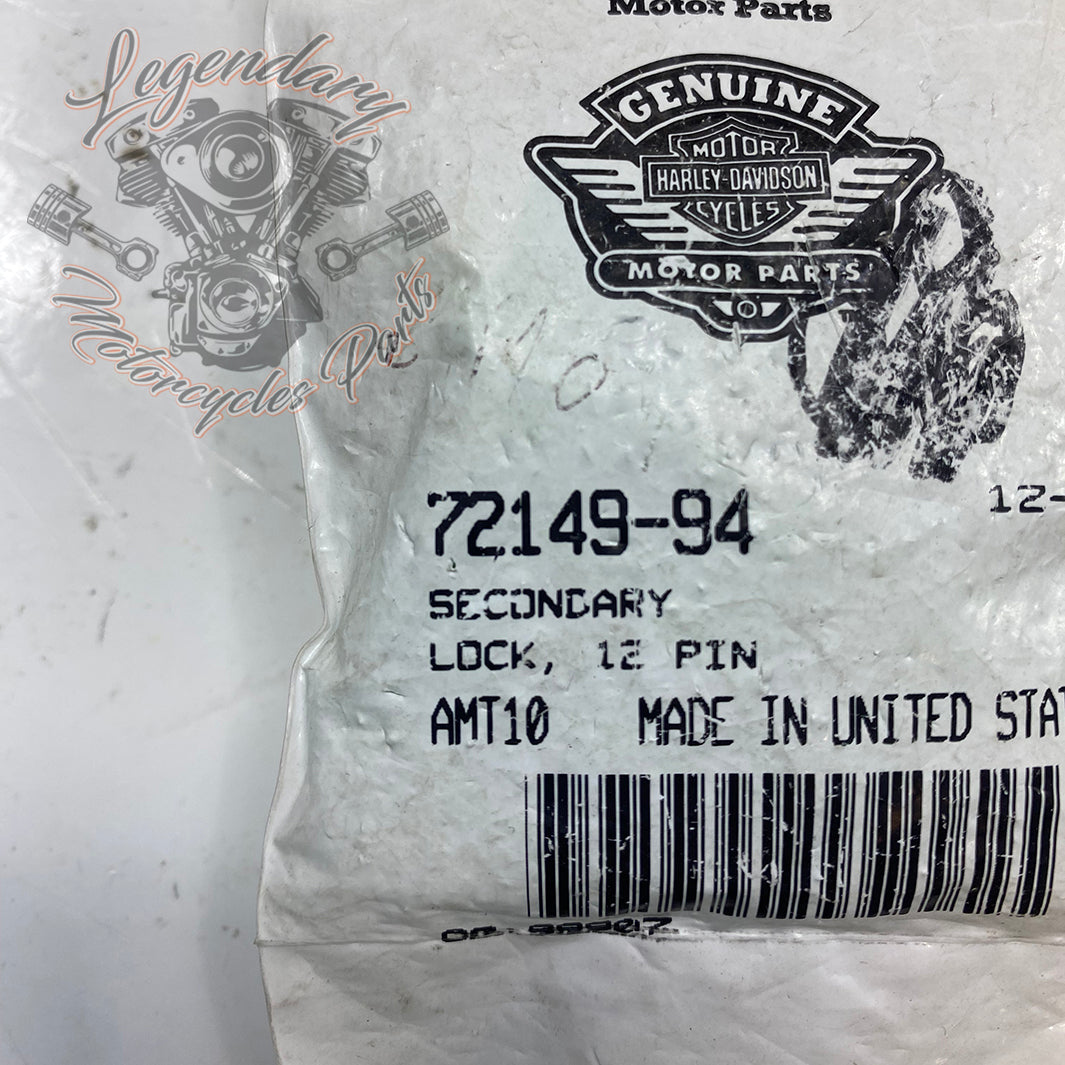 Motor Parts
Legendary
Motorcycles Parts
GENUINE
MOTOR
HARLEY-DAVIDSON
CYCLES
MOTOR PARTS
72149-94
12-
SECONDARY
LOCK, 12 PIN
AMT10 MADE IN UNITED STAT